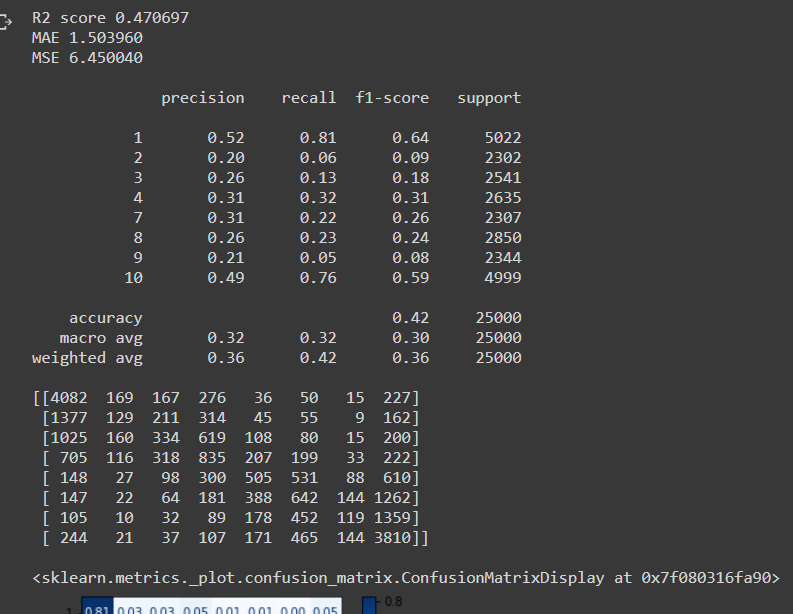 R2 score 0.470697
MAE 1.503960
MSE 6.450040
precision recall f1-score support
1 0.52 0.81 0.64 5022
2 0.20 0.06 0.09 2302
3 0.26 0.13 0.18 2541
4 0.31 0.32 0.31 2635
7 0.31 0.22 0.26 2307
8 0.26 0.23 0.24 2850
9 0.21 0.05 0.08 2344
10 0.49 0.76 0.59 4999
accuracy 0.42 25000
macro avg 0.32 0.32 0.30 25000
weighted avg 0.36 0.42 0.36 25000
[[4082 169 167 276 36 50 15 227]
[1377 129 211 314 45 55 9 162]
[1025 160 334 619 108 80 15 200]
[ 705 116 318 835 207 199 33 222]
[ 148 27 98 300 505 531 88 610]
[ 147 22 64 181 388 642 144 1262]
[ 105 10 32 89 178 452 119 1359]
[ 244 21 37 107 171 465 144 3810]]
<sklearn.metrics._plot.confusion_matrix.ConfusionMatrixDisplay at 0x7f080316fa90>
1 0.81 0.03 0.03 0.05 0.01 0.01 0.00 0.05 0.8